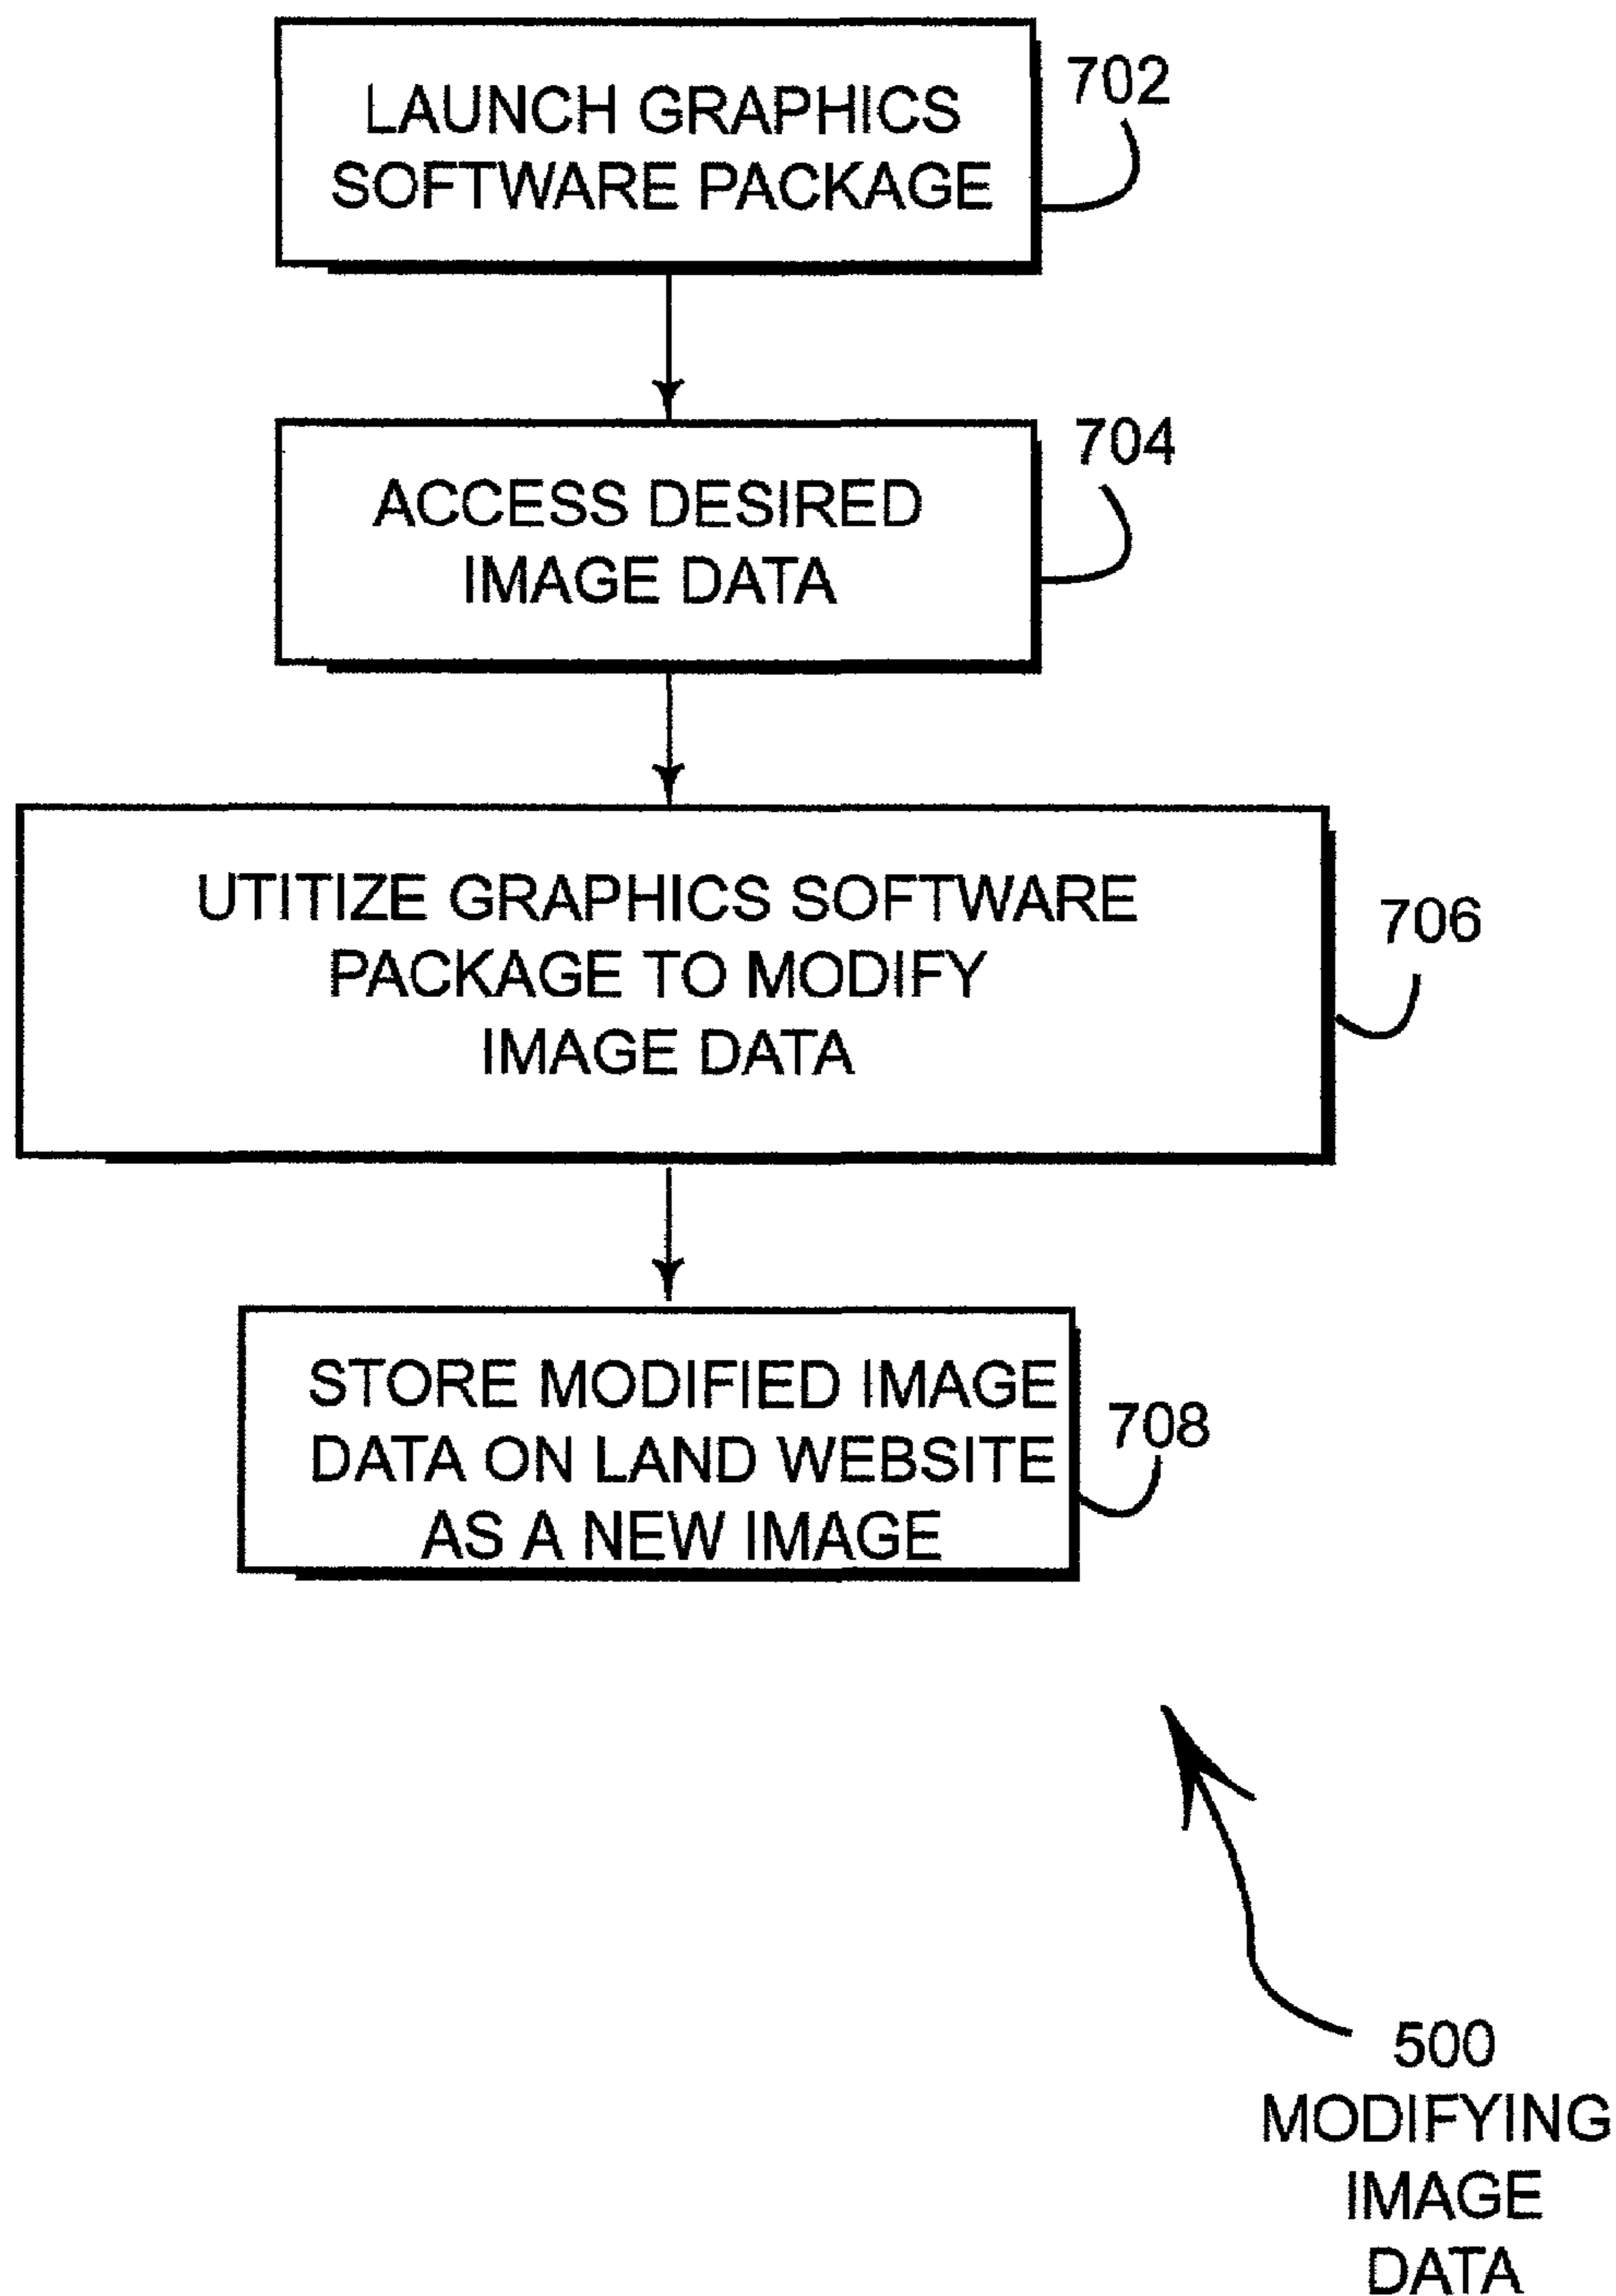 LAUNCH GRAPHICS
SOFTWARE PACKAGE
702
ACCESS DESIRED
IMAGE DATA
704
UTITIZE GRAPHICS SOFTWARE
PACKAGE TO MODIFY
IMAGE DATA
706
STORE MODIFIED IMAGE
DATA ON LAND WEBSITE
AS A NEW IMAGE
708
500
MODIFYING
IMAGE
DATA